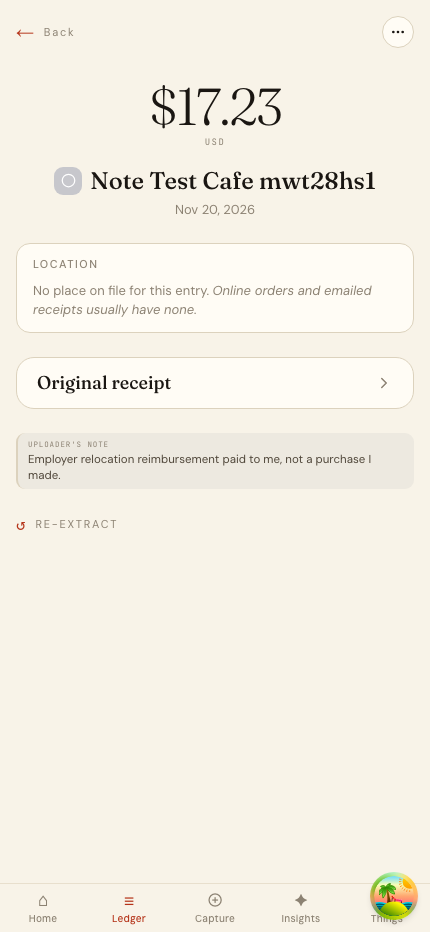 Back
$17.23
USD
Note Test Cafe mwt28hs1
Nov 20, 2026
LOCATION
No place on file for this entry. Online orders and emailed
receipts usually have none.
Original receipt
UPLOADER'S NOTE
Employer relocation reimbursement paid to me, not a purchase I
made.
RE-EXTRACT
Home
Ledger
Capture
Insights
Things